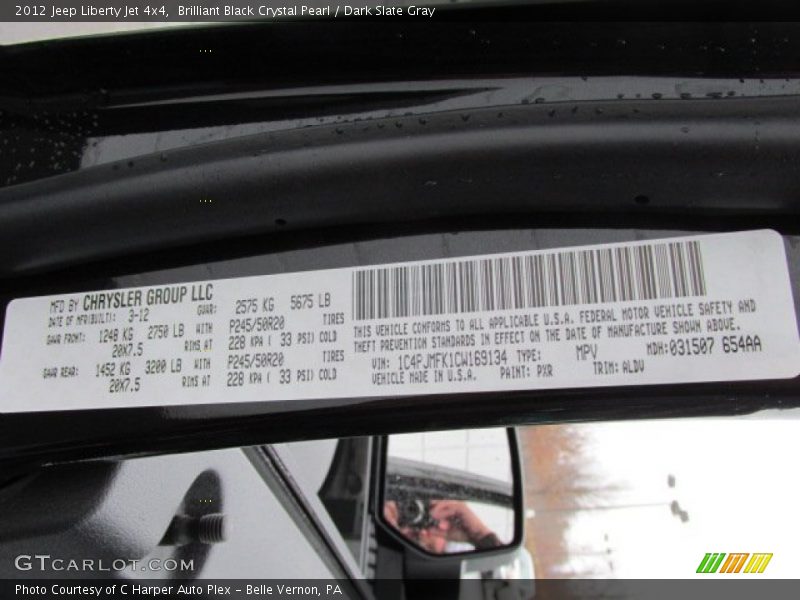 2012 Jeep Liberty Jet 4x4, Brilliant Black Crystal Pearl / Dark Slate Gray
MFD BY CHRYSLER GROUP LLC
DATE OF MFR(BUILT): 3-12 GVWR: 2575 KG 5675 LB
GAWR FRONT: 1248 KG 2750 LB WITH P245/50R20 TIRES
20X7.5 RIMS AT 228 KPA ( 33 PSI) COLD
GAWR REAR: 1452 KG 3200 LB WITH P245/50R20 TIRES
20X7.5 RIMS AT 228 KPA ( 33 PSI) COLD
THIS VEHICLE CONFORMS TO ALL APPLICABLE U.S.A. FEDERAL MOTOR VEHICLE SAFETY AND
THEFT PREVENTION STANDARDS IN EFFECT ON THE DATE OF MANUFACTURE SHOWN ABOVE.
VIN: 1C4PJMFK1CW169134 TYPE: MPV MDH: 031507 654AA
VEHICLE MADE IN U.S.A. PAINT: PXR TRIM: ALDV
GTCARLOT.COM
Photo Courtesy of C Harper Auto Plex - Belle Vernon, PA